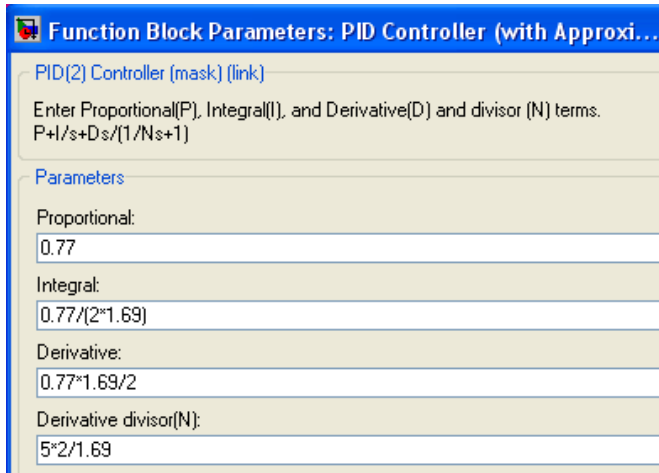 Function Block Parameters: PID Controller (with Approxi...
PID(2) Controller (mask) (link)
Enter Proportional(P), Integral(I), and Derivative(D) and divisor (N) terms.
P+I/s+Ds/(1/Ns+1)
Parameters
Proportional:
0.77
Integral:
0.77/(2*1.69)
Derivative:
0.77*1.69/2
Derivative divisor(N):
5*2/1.69